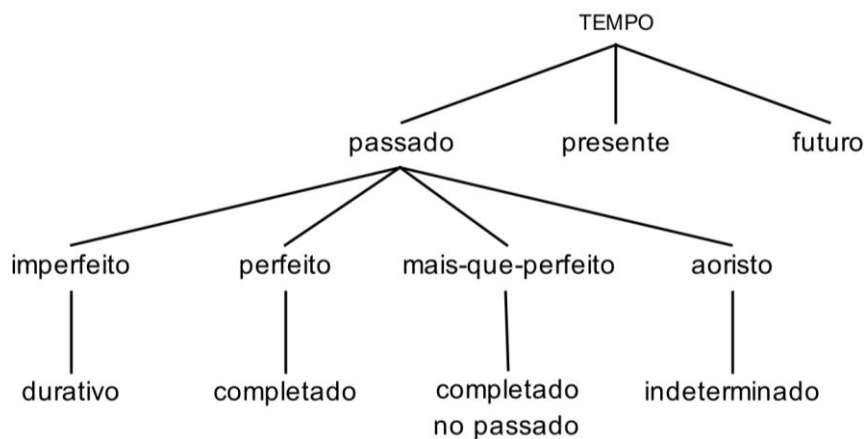 TEMPO
passado presente futuro
imperfeito perfeito mais-que-perfeito aoristo
durativo completado completado indeterminado
no passado